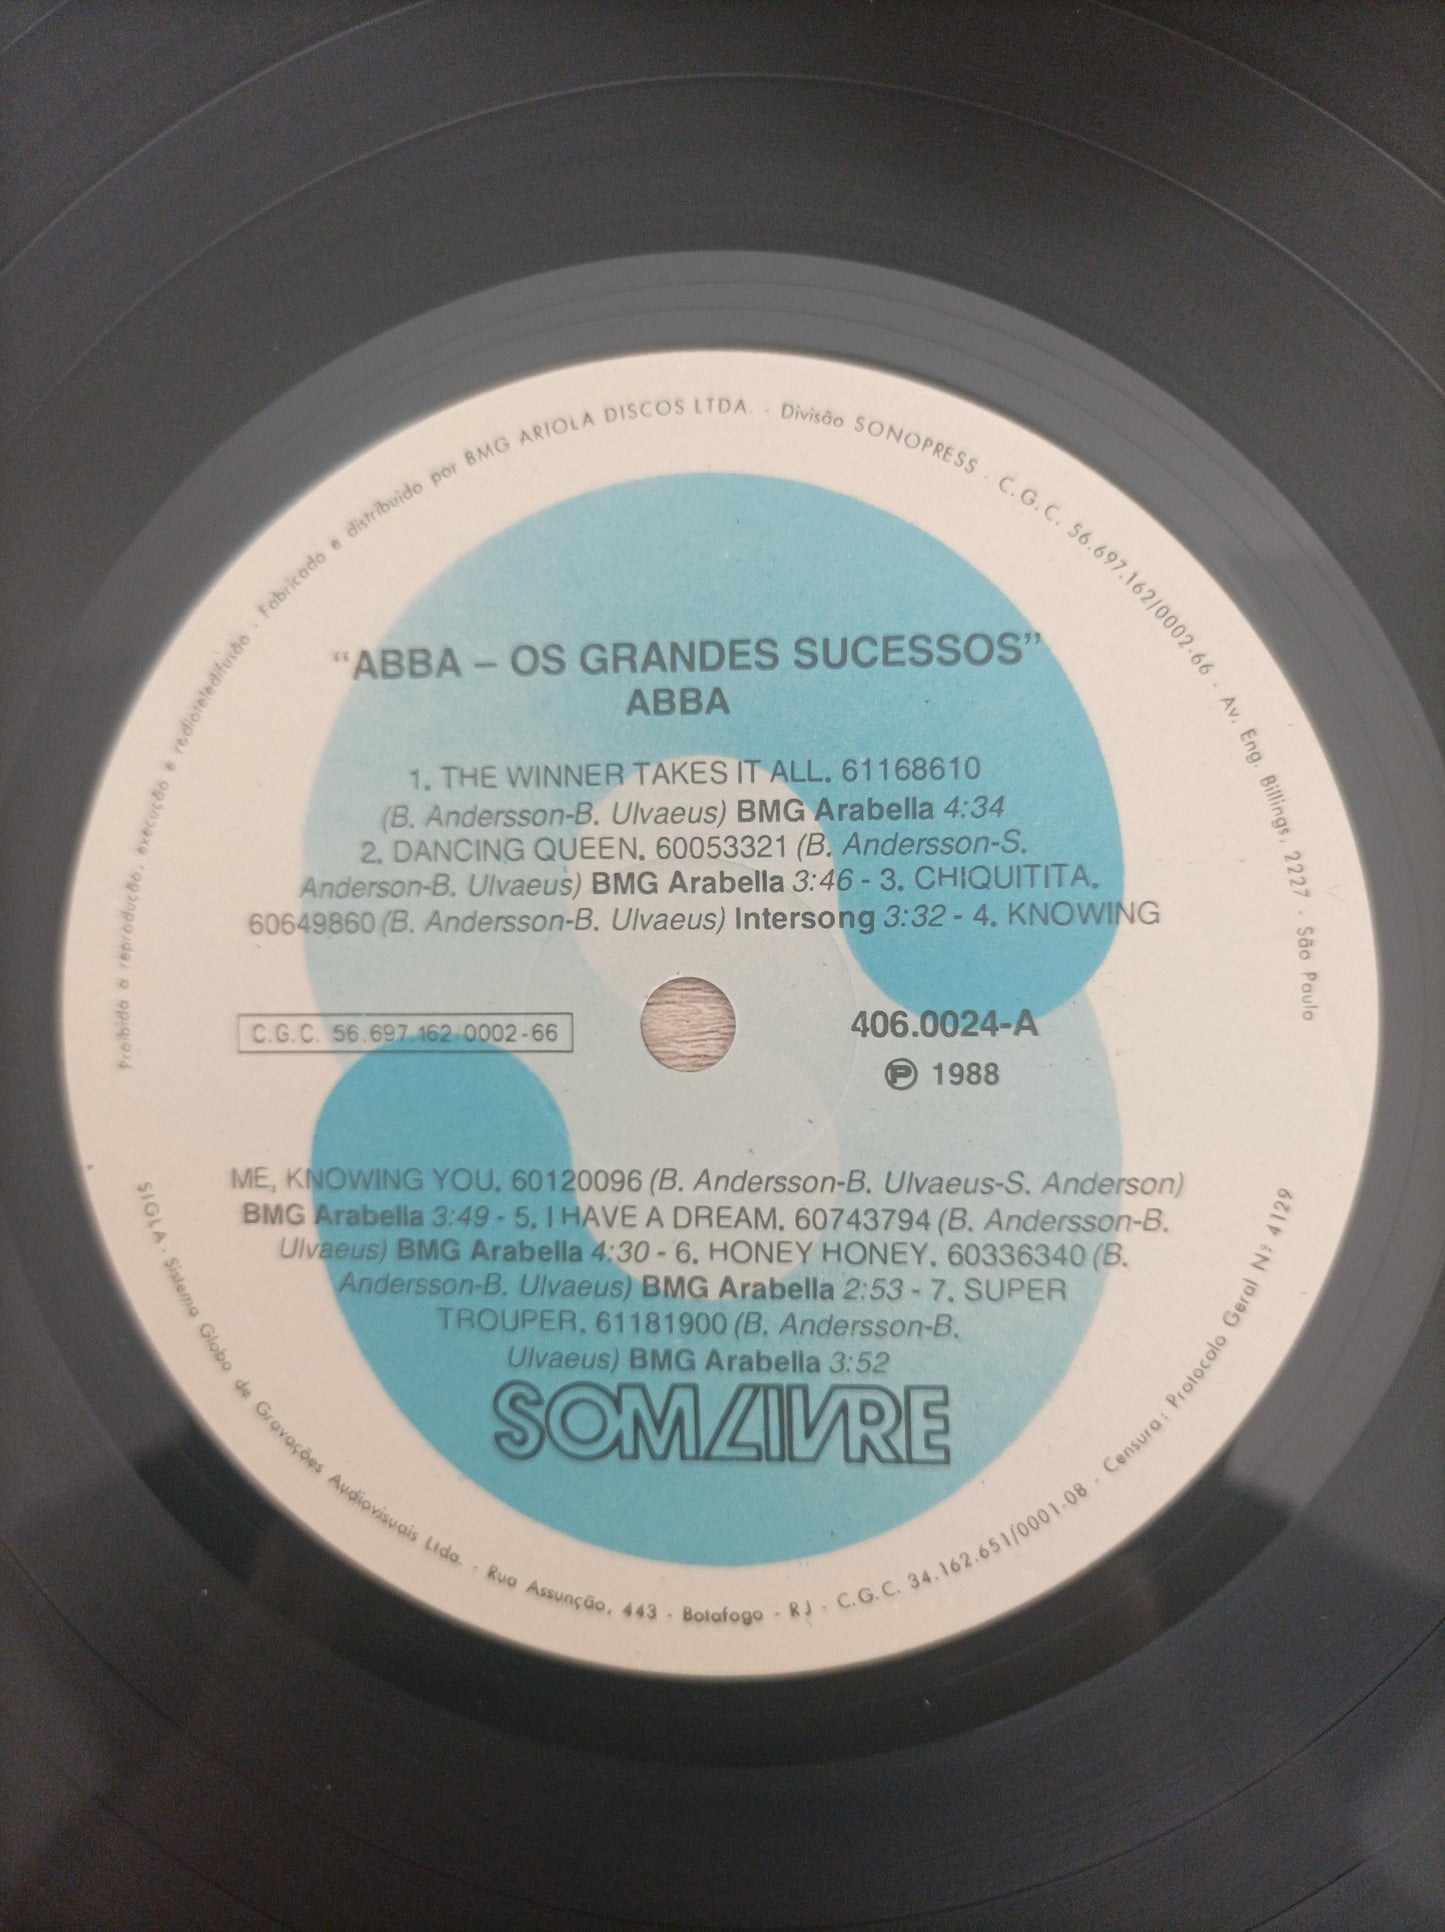 Proibida a reprodução, execução e radioteledifusão - Fabricado e distribuido por BMG ARIOLA DISCOS LTDA. - Divisão SONOPRESS - C.G.C. 56.697.162/0002-66 - Av. Eng. Billings, 2227 - São Paulo
“ABBA – OS GRANDES SUCESSOS”
ABBA
1. THE WINNER TAKES IT ALL. 61168610
(B. Andersson-B. Ulvaeus) BMG Arabella 4:34
2. DANCING QUEEN. 60053321 (B. Andersson-S.
Anderson-B. Ulvaeus) BMG Arabella 3:46 - 3. CHIQUITITA.
60649860 (B. Andersson-B. Ulvaeus) Intersong 3:32 - 4. KNOWING
C.G.C. 56.697.162/0002-66
406.0024-A
℗ 1988
ME, KNOWING YOU. 60120096 (B. Andersson-B. Ulvaeus-S. Anderson)
BMG Arabella 3:49 - 5. I HAVE A DREAM. 60743794 (B. Andersson-B.
Ulvaeus) BMG Arabella 4:30 - 6. HONEY HONEY. 60336340 (B.
Andersson-B. Ulvaeus) BMG Arabella 2:53 - 7. SUPER
TROUPER. 61181900 (B. Andersson-B.
Ulvaeus) BMG Arabella 3:52
SOM LIVRE
SIGLA - Sistema Globo de Gravações Audiovisuais Ltda. - Rua Assunção, 443 - Botafogo - RJ - C.G.C. 34.162.651/0001-08 - Censura: Protocolo Geral Nº 4129